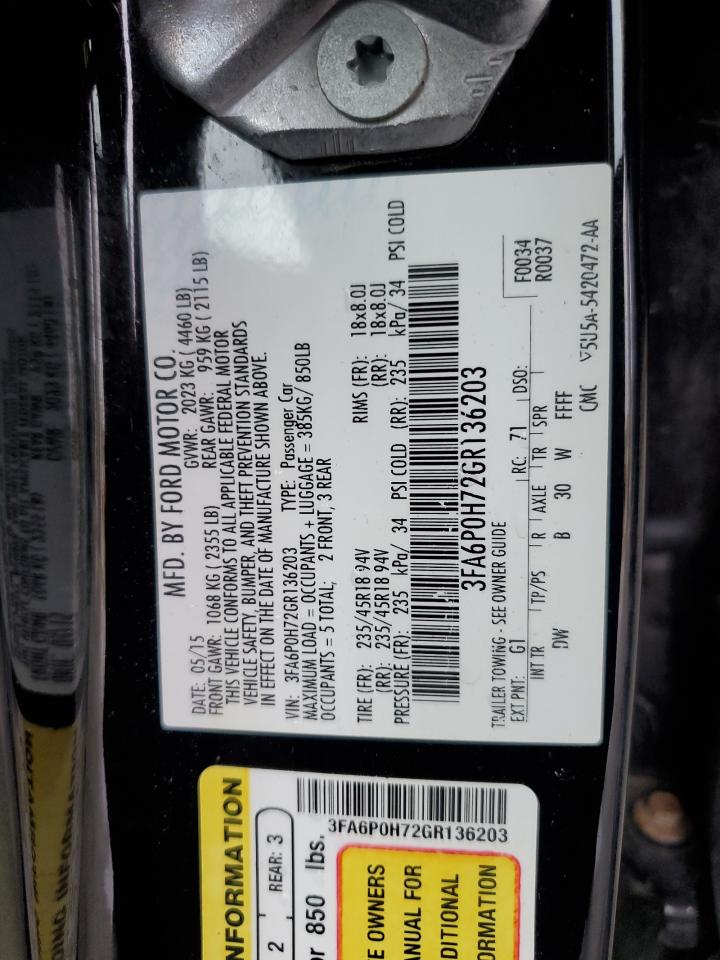 MFD. BY FORD MOTOR CO.
DATE: 05/15 GVWR: 2023 KG ( 4460 LB)
FRONT GAWR: 1068 KG ( 2355 LB) REAR GAWR: 959 KG ( 2115 LB)
THIS VEHICLE CONFORMS TO ALL APPLICABLE FEDERAL MOTOR
VEHICLE SAFETY, BUMPER, AND THEFT PREVENTION STANDARDS
IN EFFECT ON THE DATE OF MANUFACTURE SHOWN ABOVE.
VIN: 3FA6P0H72GR136203 TYPE: Passenger Car
MAXIMUM LOAD = OCCUPANTS + LUGGAGE = 385KG/ 850LB
OCCUPANTS = 5 TOTAL; 2 FRONT, 3 REAR
TIRE (FR): 235/45R18 94V RIMS (FR): 18x8.0J
(RR): 235/45R18 94V (RR): 18x8.0J
PRESSURE (FR): 235 kPa/ 34 PSI COLD (RR): 235 kPa/ 34 PSI COLD
3FA6P0H72GR136203
TRAILER TOWING - SEE OWNER GUIDE
EXT PNT: G1 RC: 71 DSO: F0034
R0037
INT TR TP/PS R AXLE TR SPR
DW B 30 W FFFF
CMC V5U5A-5420472-AA
NFORMATION
2 REAR: 3
or 850 lbs.
3FA6P0H72GR136203
E OWNERS
ANUAL FOR
DITIONAL
ORMATION